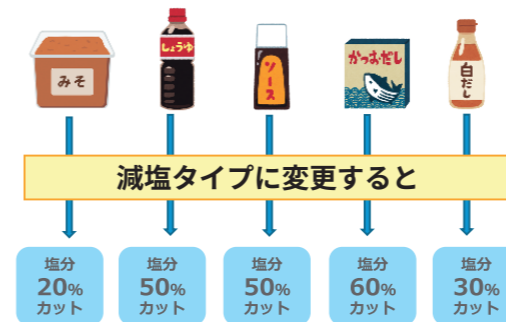 みそ
しょうゆ
ソース
かつおだし
白だし
減塩タイプに変更すると
塩分
20%
カット
塩分
50%
カット
塩分
50%
カット
塩分
60%
カット
塩分
30%
カット